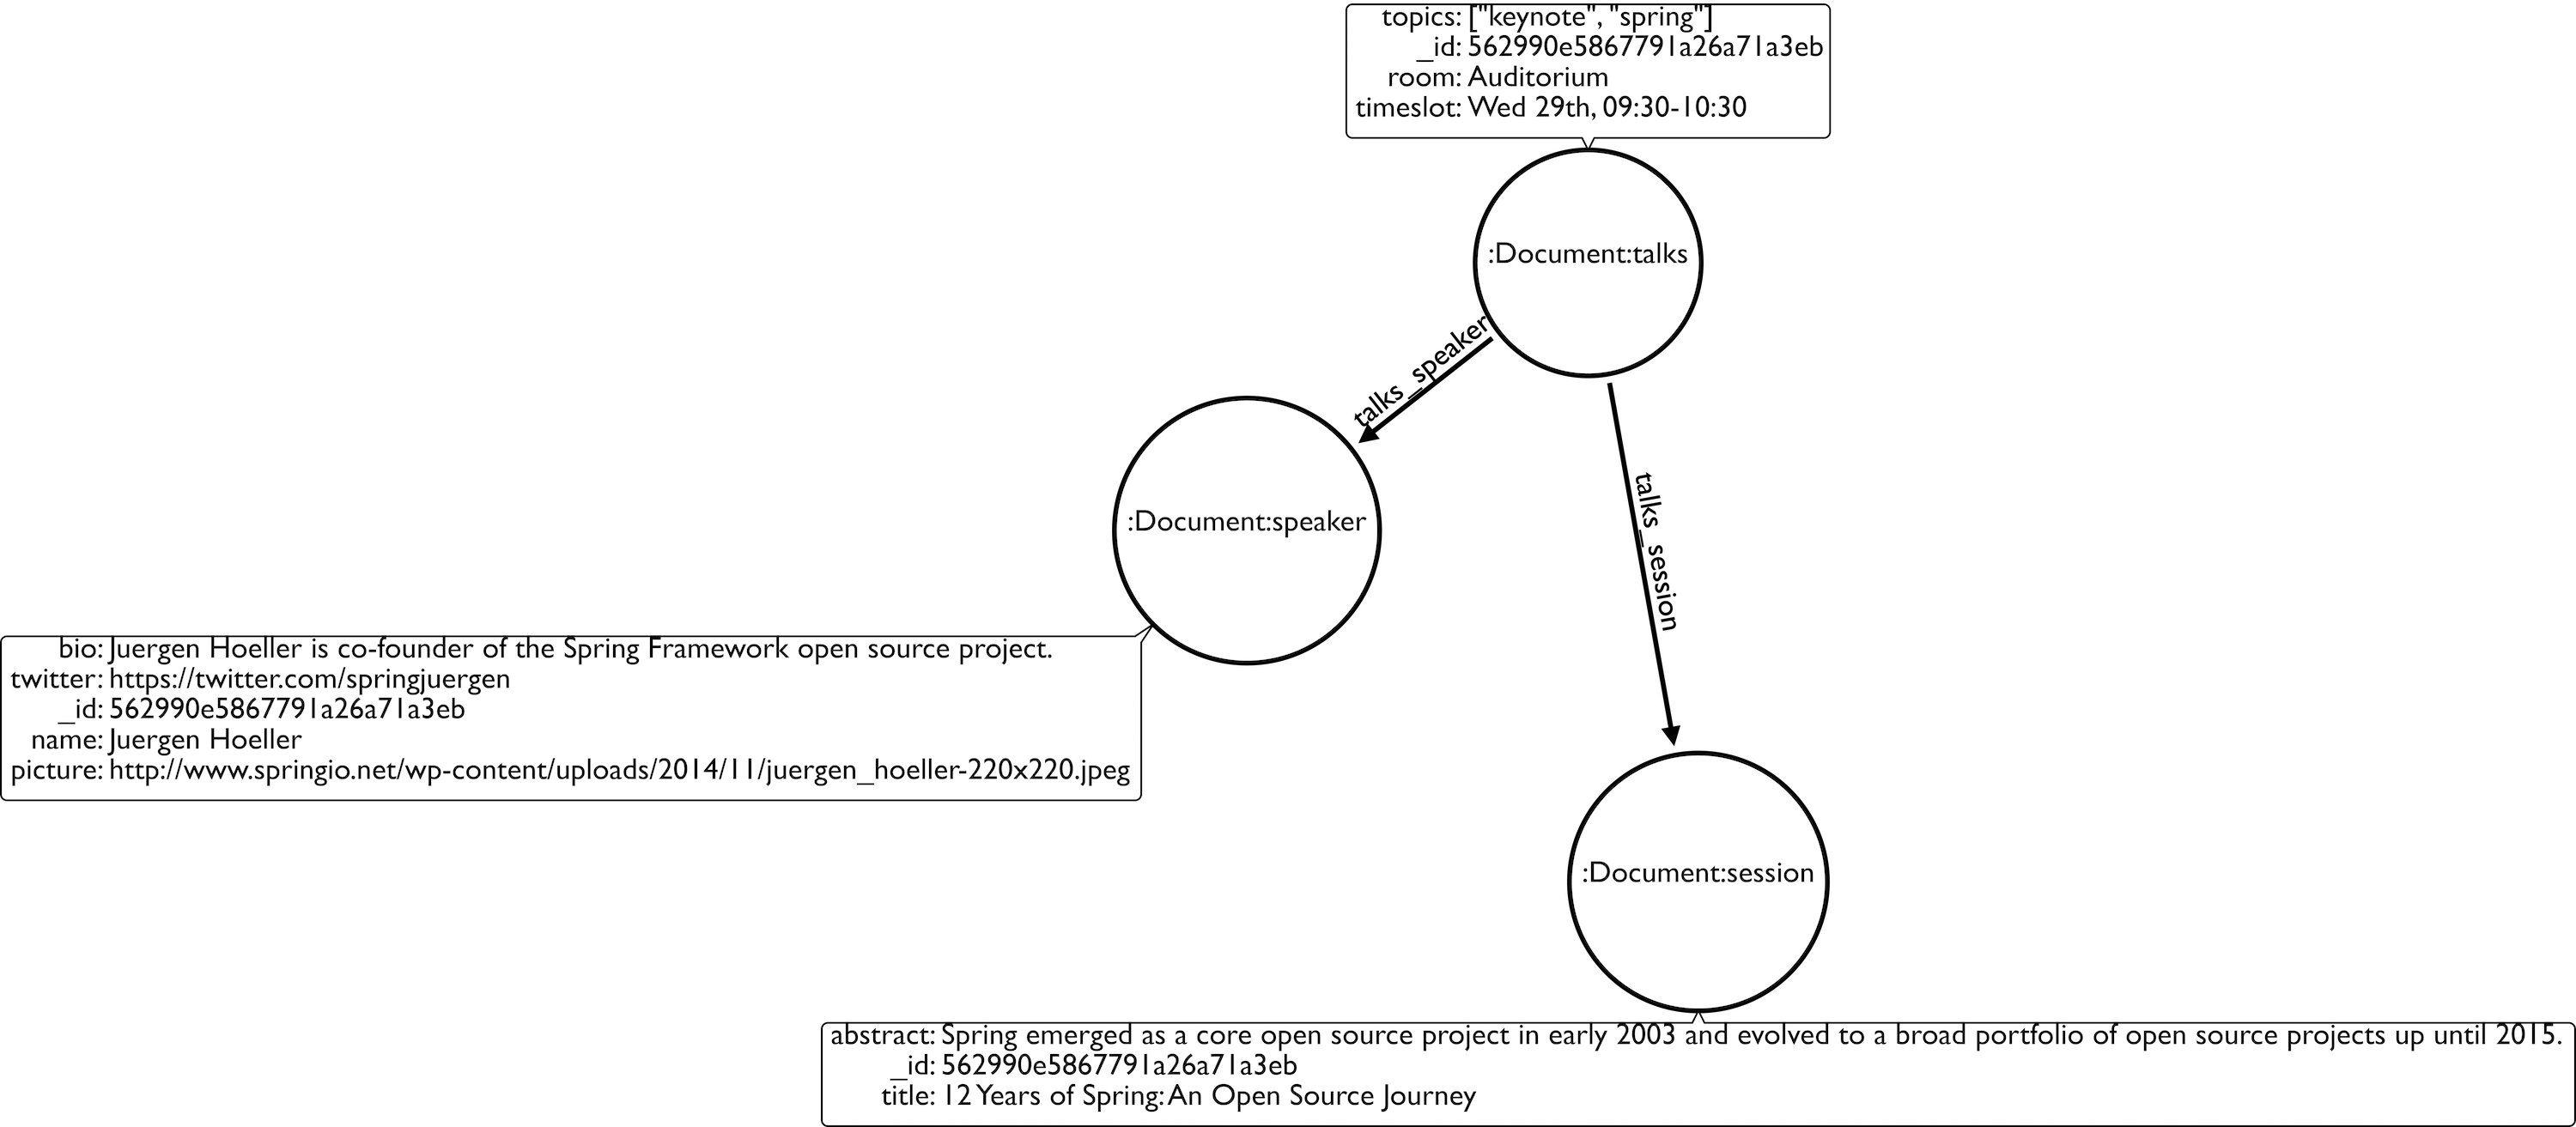 topics: ["keynote", "spring"]
_id: 562990e5867791a26a71a3eb
room: Auditorium
timeslot: Wed 29th, 09:30-10:30
:Document:talks
talks_speaker
:Document:speaker
talks_session
bio: Juergen Hoeller is co-founder of the Spring Framework open source project.
twitter: https://twitter.com/springjuergen
_id: 562990e5867791a26a71a3eb
name: Juergen Hoeller
picture: http://www.springio.net/wp-content/uploads/2014/11/juergen_hoeller-220x220.jpeg
:Document:session
abstract: Spring emerged as a core open source project in early 2003 and evolved to a broad portfolio of open source projects up until 2015.
_id: 562990e5867791a26a71a3eb
title: 12 Years of Spring: An Open Source Journey